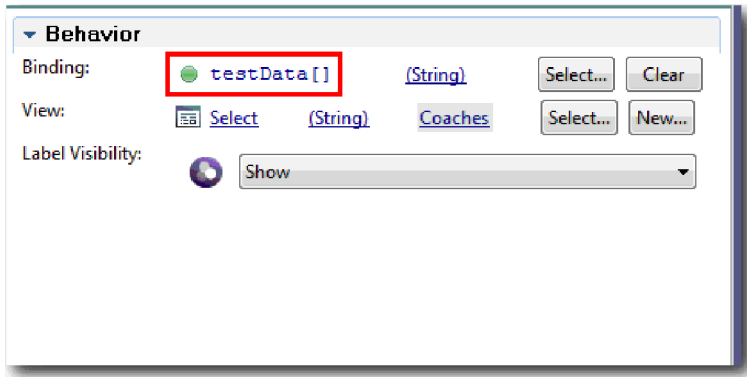 Behavior
Binding: testData[] (String) Select... Clear
View: Select (String) Coaches Select... New...
Label Visibility: Show